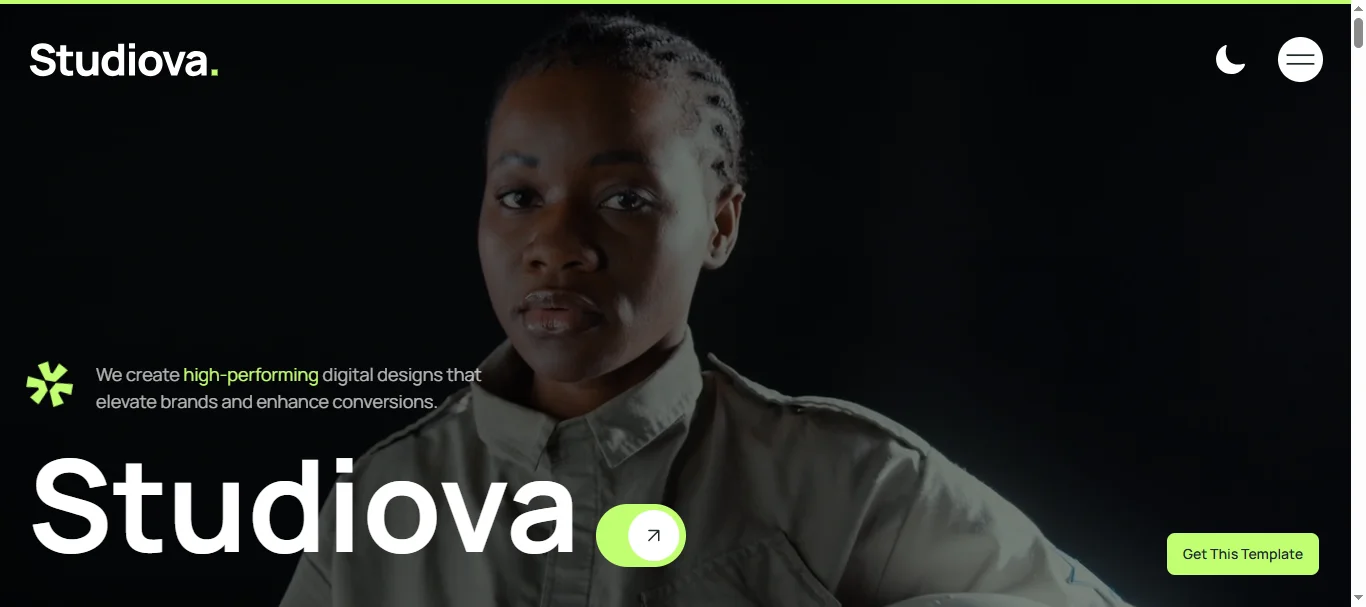 Studiova.
We create high-performing digital designs that
elevate brands and enhance conversions.
Studiova
Get This Template